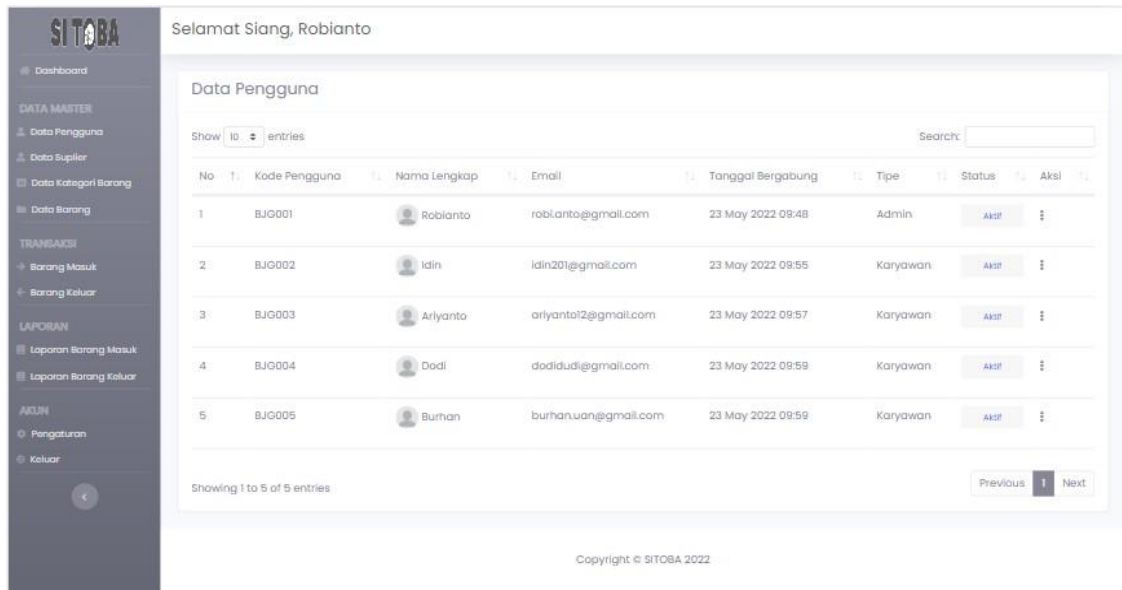 SITOBA
Dashboard
DATA MASTER
Data Pengguna
Data Suplier
Data Kategori Barang
Data Barang
TRANSAKSI
Barang Masuk
Barang Keluar
LAPORAN
Laporan Barang Masuk
Laporan Barang Keluar
AKUN
Pengaturan
Keluar
Selamat Siang, Robianto
Data Pengguna
Show 10 entries Search:
No Kode Pengguna Nama Lengkap Email Tanggal Bergabung Tipe Status Aksi
1 BJG001 Robianto robi.anto@gmail.com 23 May 2022 09:48 Admin Aktif
2 BJG002 Idin idin201@gmail.com 23 May 2022 09:55 Karyawan Aktif
3 BJG003 Ariyanto ariyanto12@gmail.com 23 May 2022 09:57 Karyawan Aktif
4 BJG004 Dodi dodidudi@gmail.com 23 May 2022 09:59 Karyawan Aktif
5 BJG005 Burhan burhan.uan@gmail.com 23 May 2022 09:59 Karyawan Aktif
Showing 1 to 5 of 5 entries Previous 1 Next
Copyright © SITOBA 2022